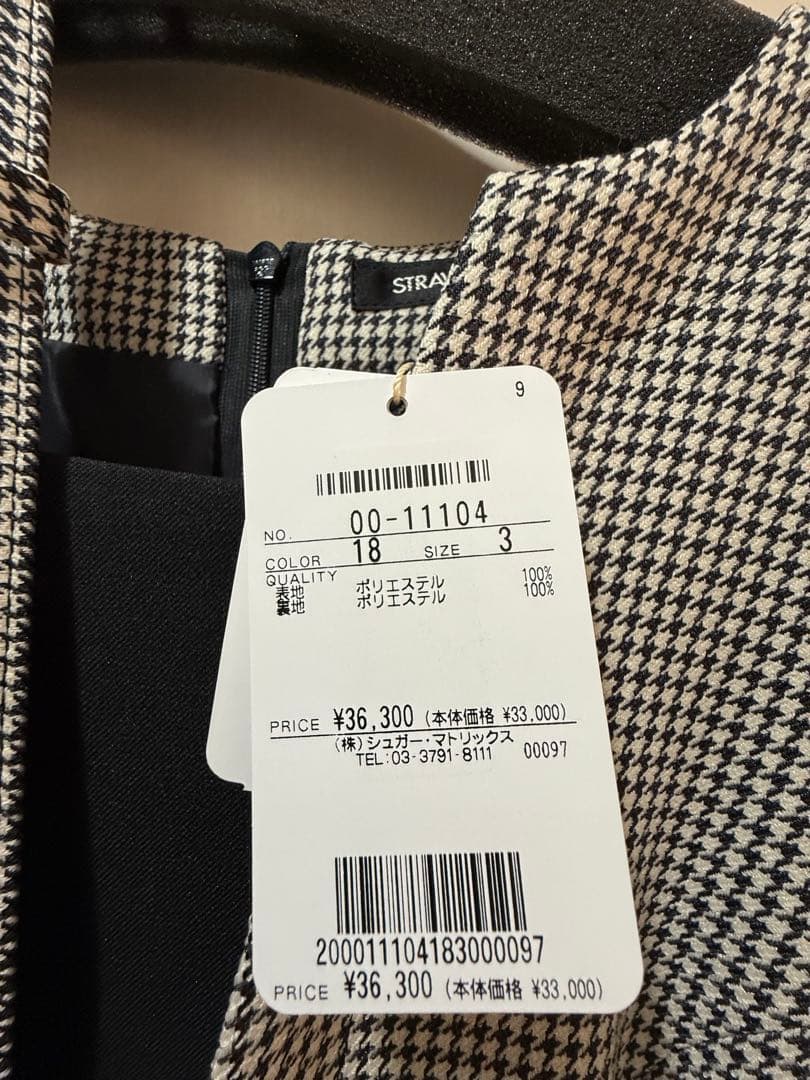 STRAW
9
NO. 00-11104
COLOR 18 SIZE 3
QUALITY
表地 ポリエステル 100%
裏地 ポリエステル 100%
PRICE ¥36,300 (本体価格 ¥33,000)
(株)シュガー・マトリックス
TEL:03-3791-8111 00097
2000111104183000097
PRICE ¥36,300 (本体価格 ¥33,000)